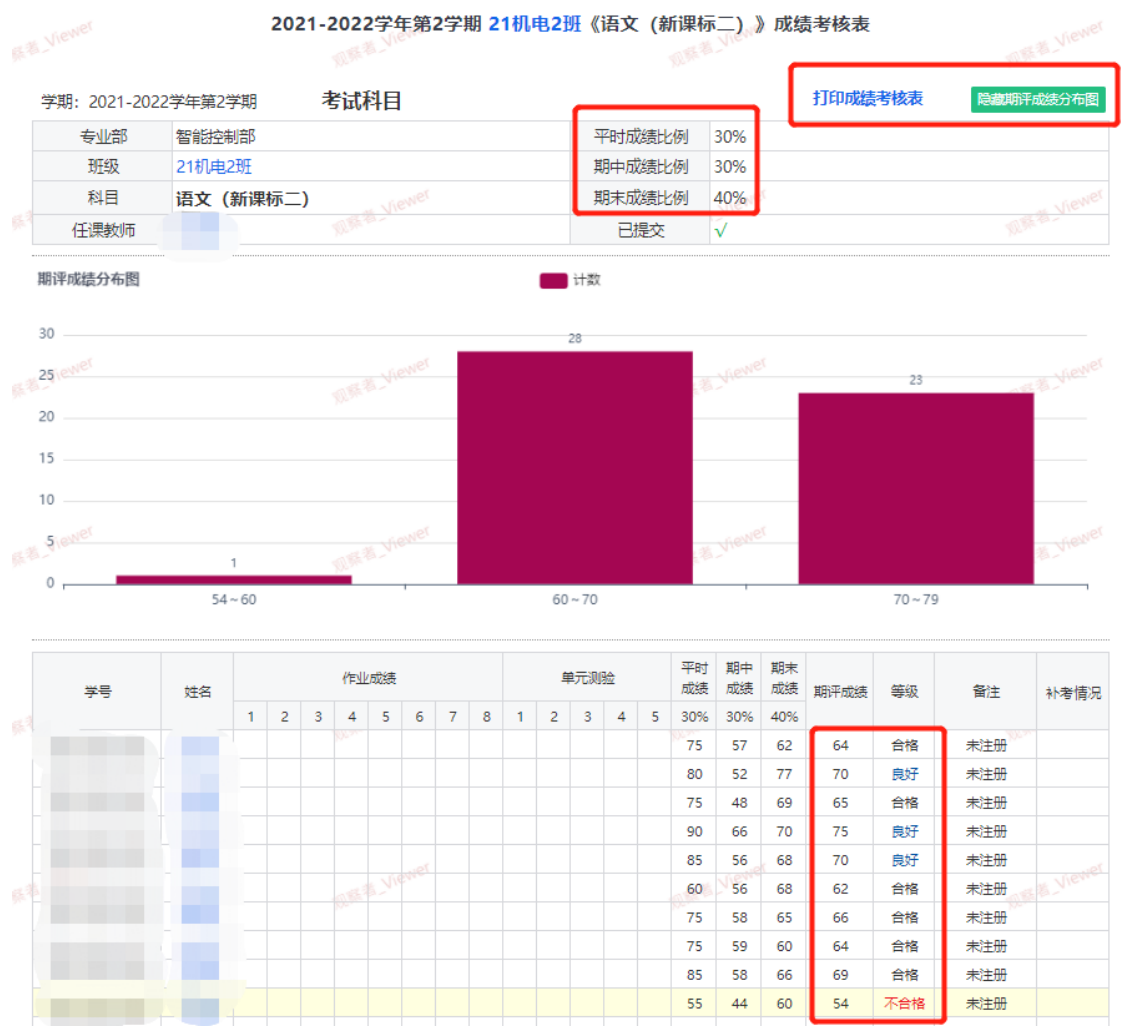 2021-2022学年第2学期 21机电2班《语文（新课标二）》成绩考核表
学期：2021-2022学年第2学期 考试科目 打印成绩考核表 隐藏期评成绩分布图
专业部 智能控制部 平时成绩比例 30%
班级 21机电2班 期中成绩比例 30%
科目 语文（新课标二） 期末成绩比例 40%
任课教师 已提交 √
期评成绩分布图 计数
30
28
25
23
20
15
10
5
1
0
54~60 60~70 70~79
学号 姓名 作业成绩 单元测验 平时成绩 期中成绩 期末成绩 期评成绩 等级 备注 补考情况
1 2 3 4 5 6 7 8 1 2 3 4 5 30% 30% 40%
75 57 62 64 合格 未注册
80 52 77 70 良好 未注册
75 48 69 65 合格 未注册
90 66 70 75 良好 未注册
85 56 68 70 良好 未注册
60 56 68 62 合格 未注册
75 58 65 66 合格 未注册
75 59 60 64 合格 未注册
85 58 66 69 合格 未注册
55 44 60 54 不合格 未注册
观察者_Viewer